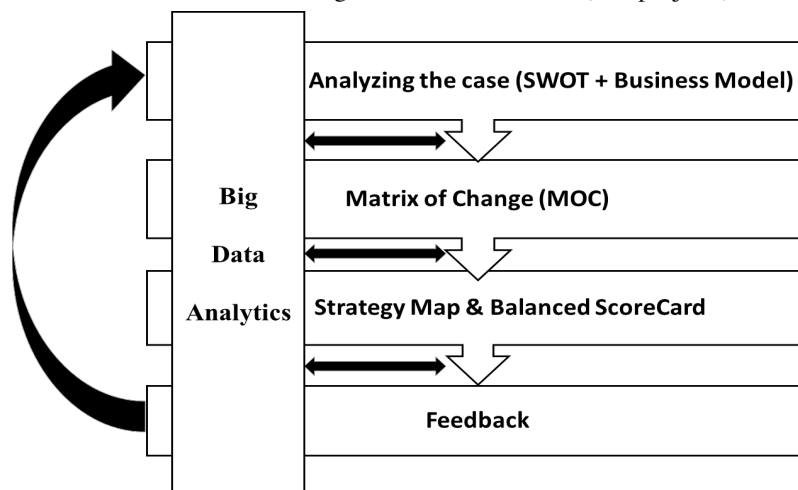 Analyzing the case (SWOT + Business Model)
Matrix of Change (MOC)
Big
Data
Analytics
Strategy Map & Balanced ScoreCard
Feedback